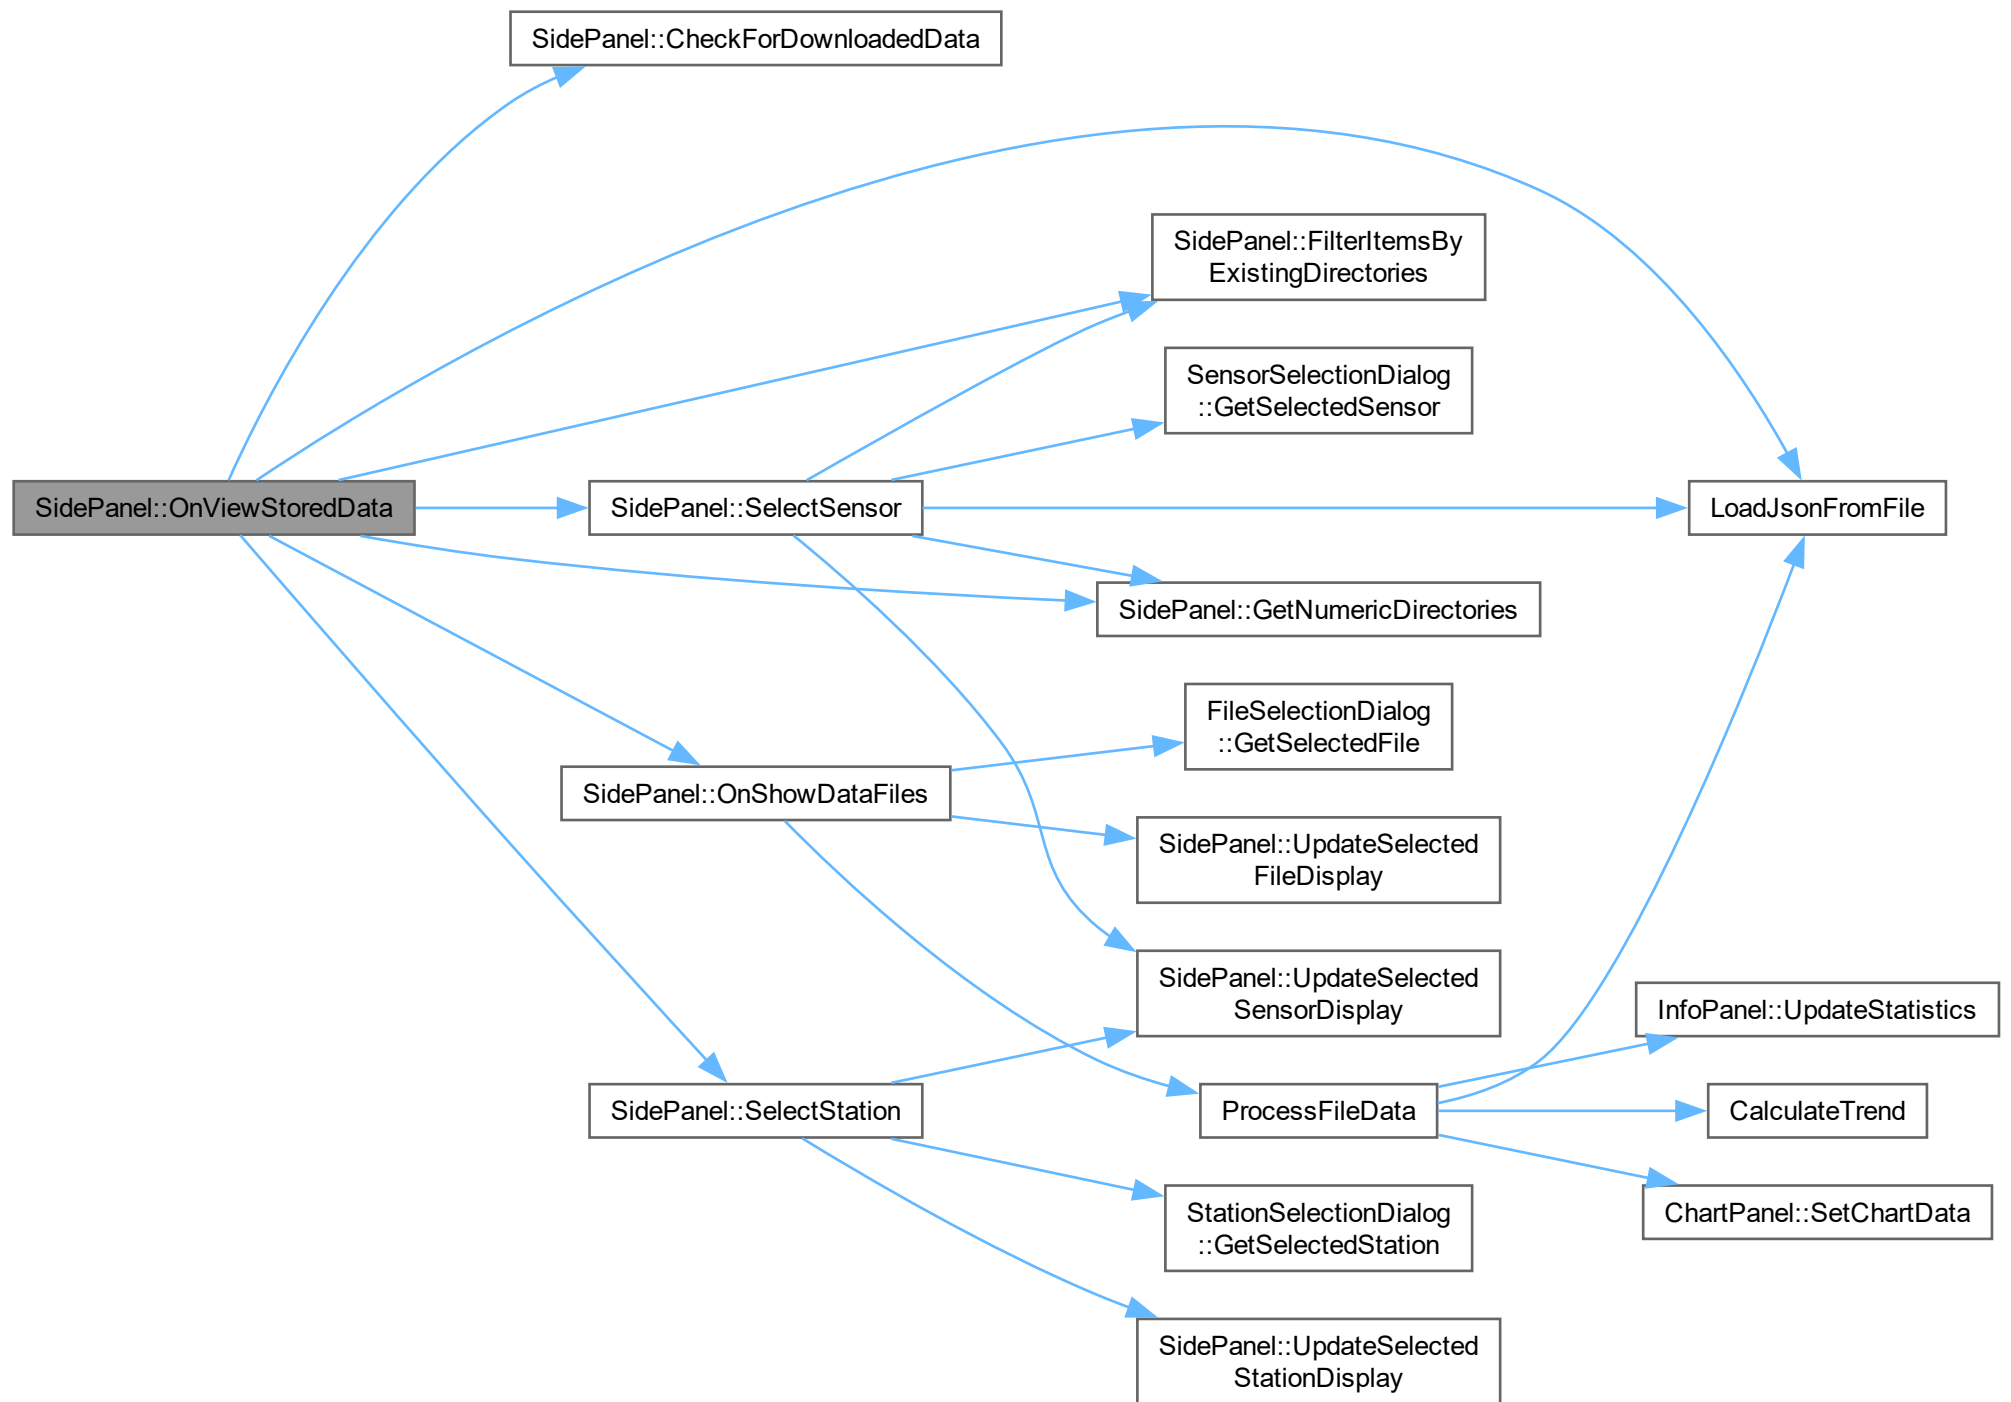 SidePanel::CheckForDownloadedData
SidePanel::FilterItemsBy
ExistingDirectories
SensorSelectionDialog
::GetSelectedSensor
SidePanel::OnViewStoredData
SidePanel::SelectSensor
LoadJsonFromFile
SidePanel::GetNumericDirectories
FileSelectionDialog
::GetSelectedFile
SidePanel::OnShowDataFiles
SidePanel::UpdateSelected
FileDisplay
SidePanel::UpdateSelected
SensorDisplay
InfoPanel::UpdateStatistics
SidePanel::SelectStation
ProcessFileData
CalculateTrend
StationSelectionDialog
::GetSelectedStation
ChartPanel::SetChartData
SidePanel::UpdateSelected
StationDisplay